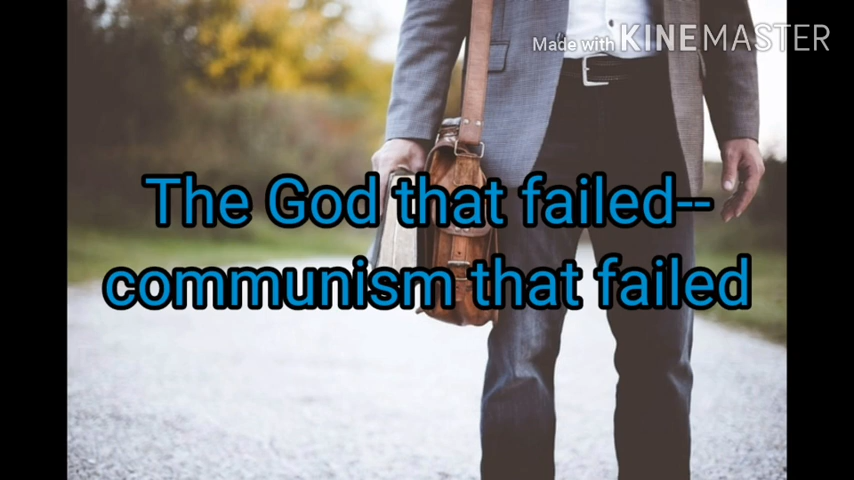 Made with KINEMASTER
The God that failed--
communism that failed